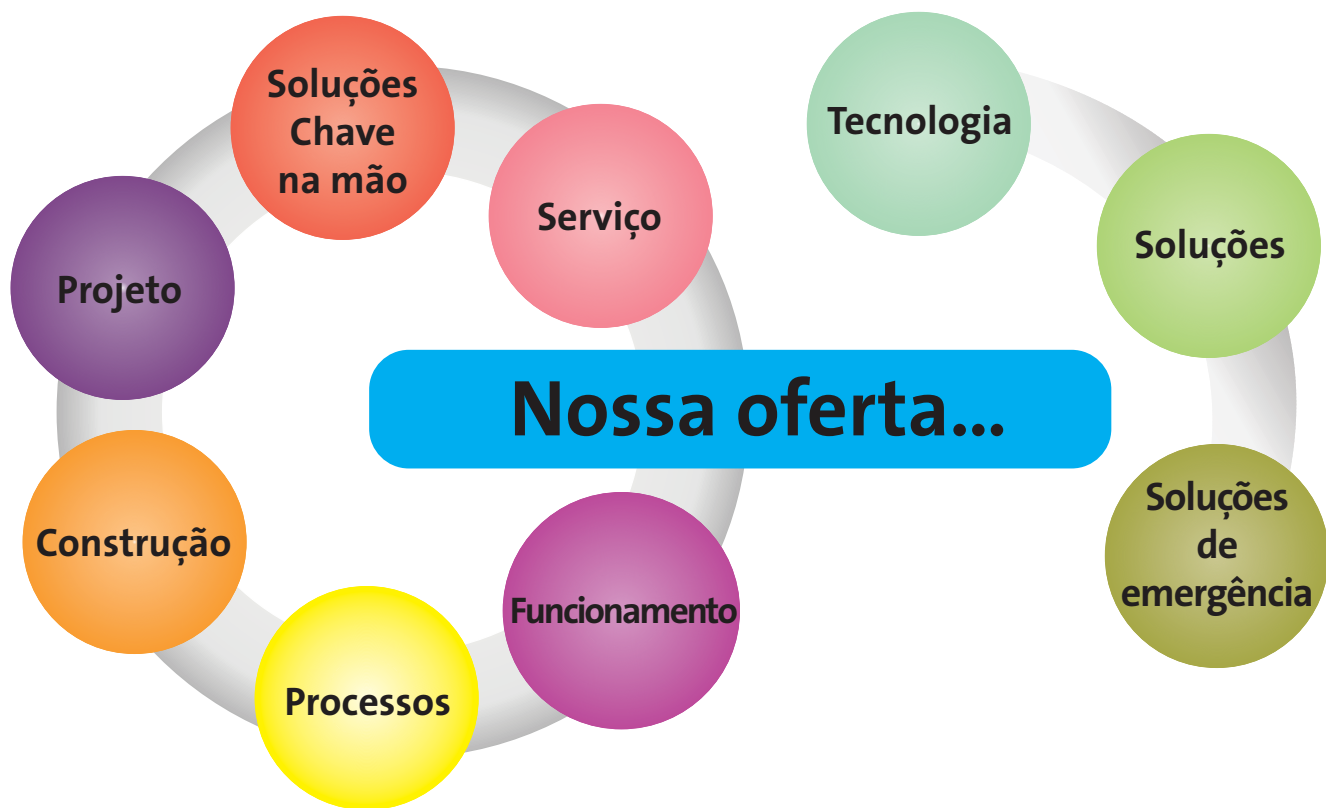 Soluções
Chave
na mão
Serviço
Projeto
Construção
Processos
Funcionamento
Nossa oferta...
Tecnologia
Soluções
Soluções
de
emergência